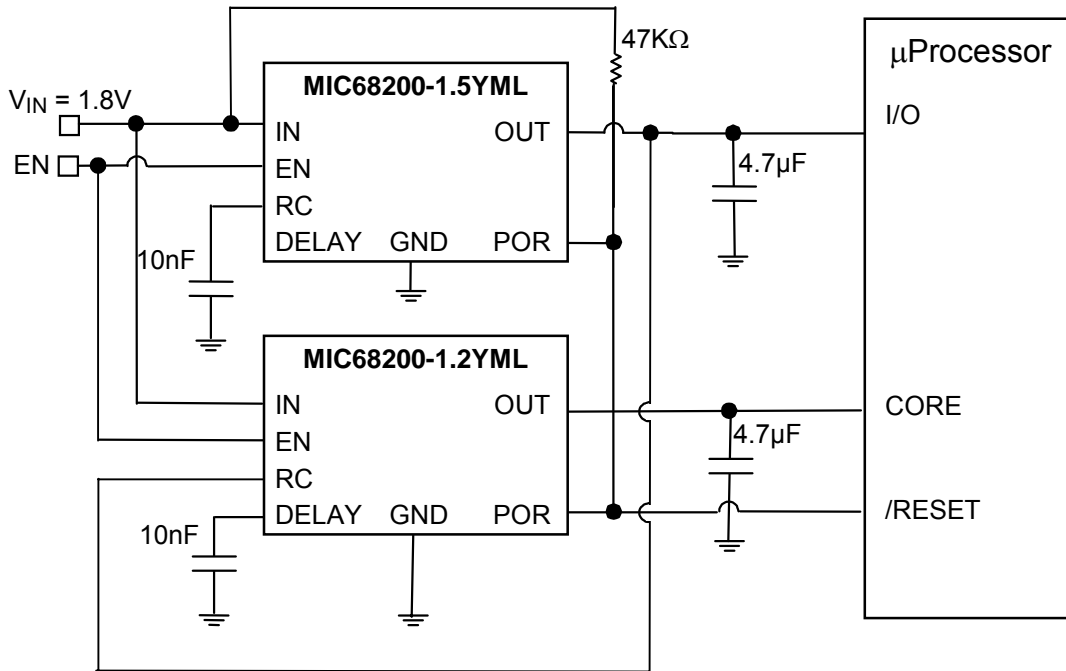 47KΩ
μProcessor
MIC68200-1.5YML
V_IN = 1.8V
I/O
IN
OUT
EN
EN
4.7µF
RC
DELAY GND POR
10nF
MIC68200-1.2YML
IN
OUT
CORE
EN
4.7µF
RC
DELAY GND POR
/RESET
10nF